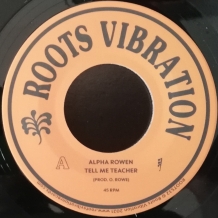 ROOTS VIBRATION
A
ALPHA ROWEN
TELL ME TEACHER
(PROD. D. ROWE)
45 RPM